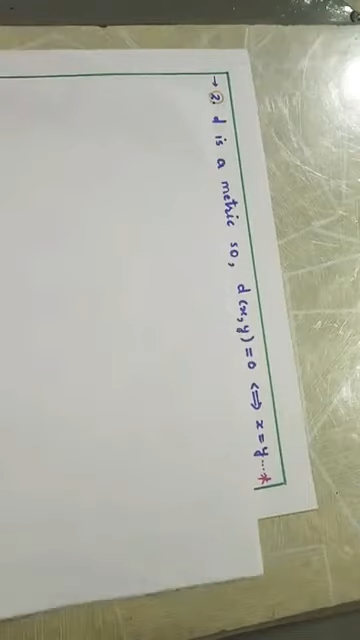 → ②. d is a metric so, d(x,y) = 0 <=> x = y...*